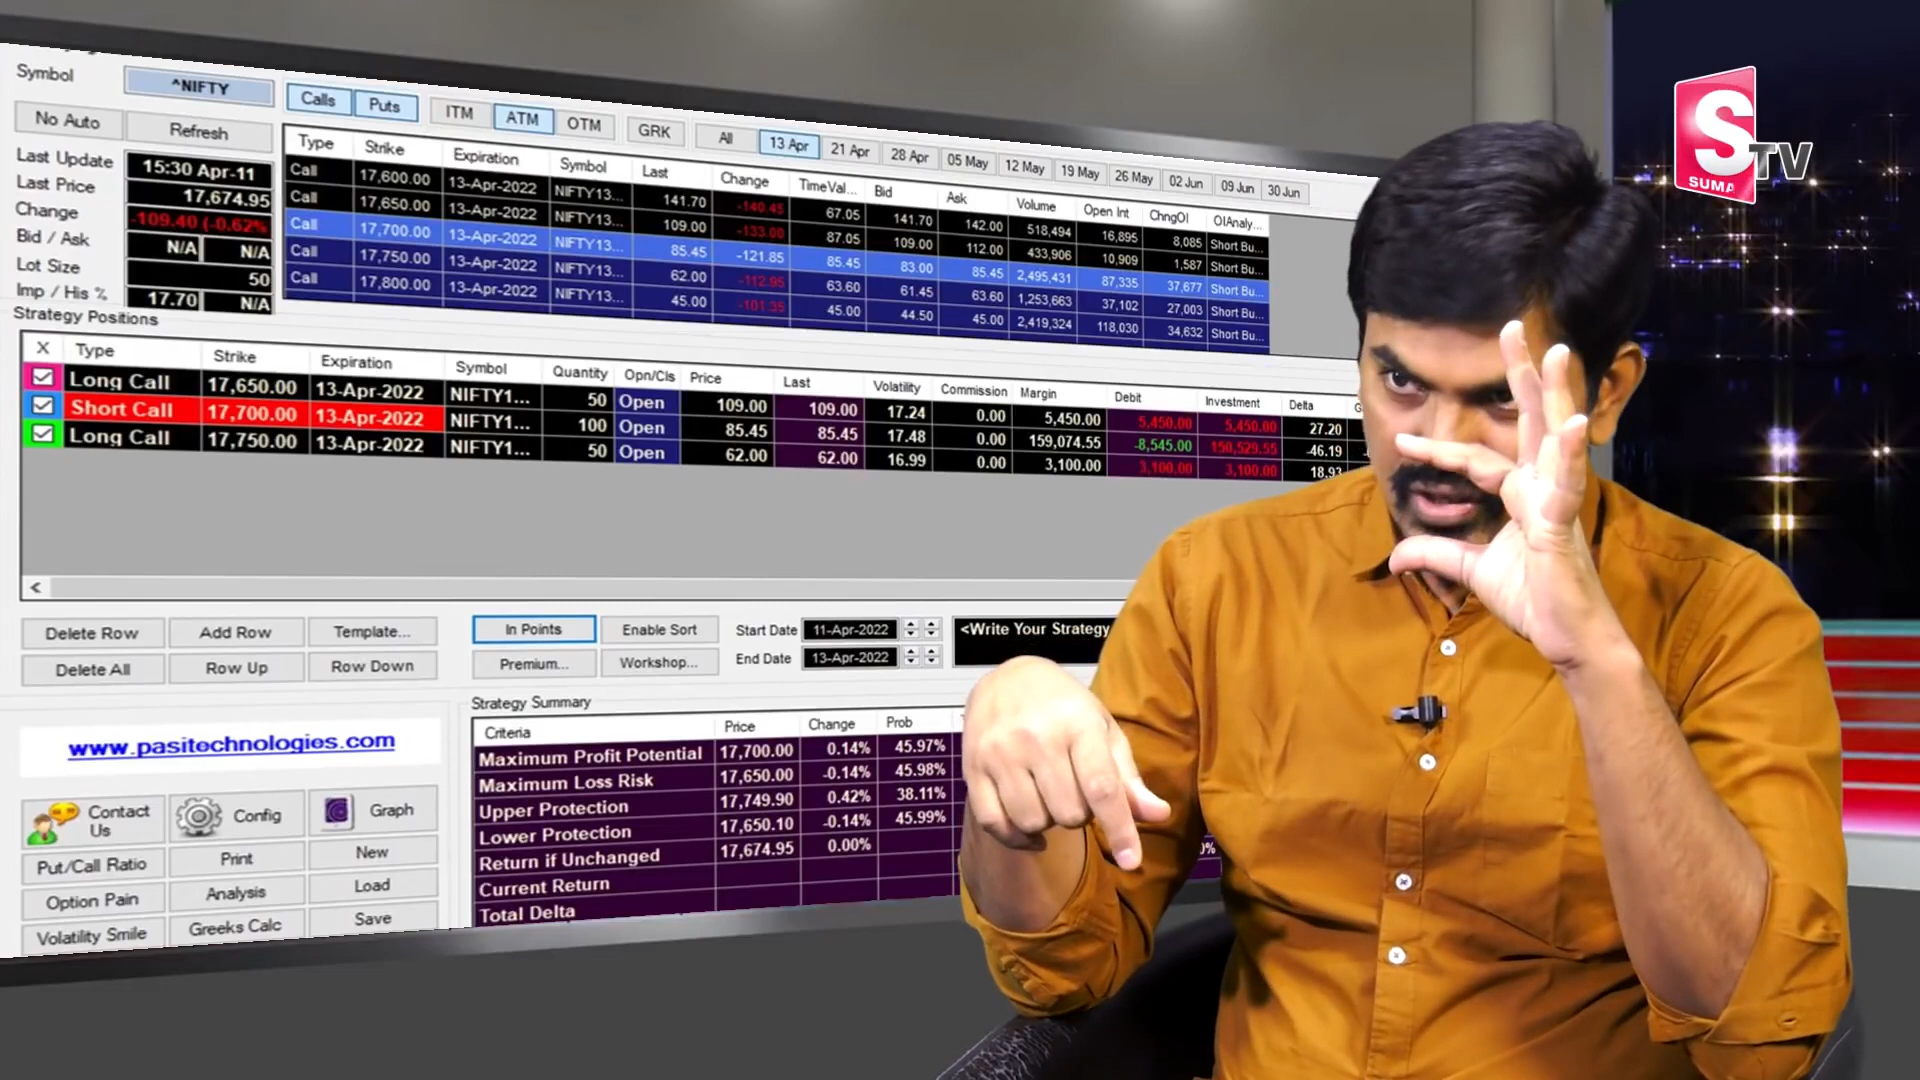 Symbol ^NIFTY Calls Puts ITM ATM OTM GRK All 13 Apr 21 Apr 28 Apr 05 May 12 May 19 May 26 May 02 Jun 09 Jun 30 Jun
No Auto Refresh
Last Update 15:30 Apr-11
Last Price 17,674.95
Change -109.40 (-0.62%
Bid / Ask N/A N/A
Lot Size 50
Imp / His % 17.70 N/A
Type Strike Expiration Symbol Last Change TimeVal... Bid Ask Volume Open Int ChngOI OIAnaly...
Call 17,600.00 13-Apr-2022 NIFTY13... 141.70 -140.45 67.05 141.70 142.00 518,494 16,895 8,085 Short Bu...
Call 17,650.00 13-Apr-2022 NIFTY13... 109.00 -133.00 87.05 109.00 112.00 433,906 10,909 1,587 Short Bu...
Call 17,700.00 13-Apr-2022 NIFTY13... 85.45 -121.85 85.45 83.00 85.45 2,495,431 87,335 37,677 Short Bu...
Call 17,750.00 13-Apr-2022 NIFTY13... 62.00 -112.95 63.60 61.45 63.60 1,253,663 37,102 27,003 Short Bu...
Call 17,800.00 13-Apr-2022 NIFTY13... 45.00 -101.35 45.00 44.50 45.00 2,419,324 118,030 34,632 Short Bu...
Strategy Positions
X Type Strike Expiration Symbol Quantity Opn/Cls Price Last Volatility Commission Margin Debit Investment Delta G
Long Call 17,650.00 13-Apr-2022 NIFTY1... 50 Open 109.00 109.00 17.24 0.00 5,450.00 5,450.00 5,450.00 27.20
Short Call 17,700.00 13-Apr-2022 NIFTY1... 100 Open 85.45 85.45 17.48 0.00 159,074.55 -8,545.00 150,529.55 -46.19
Long Call 17,750.00 13-Apr-2022 NIFTY1... 50 Open 62.00 62.00 16.99 0.00 3,100.00 3,100.00 3,100.00 18.93
Delete Row Add Row Template... In Points Enable Sort Start Date 11-Apr-2022 <Write Your Strategy
Delete All Row Up Row Down Premium... Workshop... End Date 13-Apr-2022
www.pasitechnologies.com
Contact Us Config Graph
Put/Call Ratio Print New
Option Pain Analysis Load
Volatility Smile Greeks Calc Save
Strategy Summary
Criteria Price Change Prob
Maximum Profit Potential 17,700.00 0.14% 45.97%
Maximum Loss Risk 17,650.00 -0.14% 45.98%
Upper Protection 17,749.90 0.42% 38.11%
Lower Protection 17,650.10 -0.14% 45.99%
Return if Unchanged 17,674.95 0.00%
Current Return
Total Delta
0%
S TV
SUMA